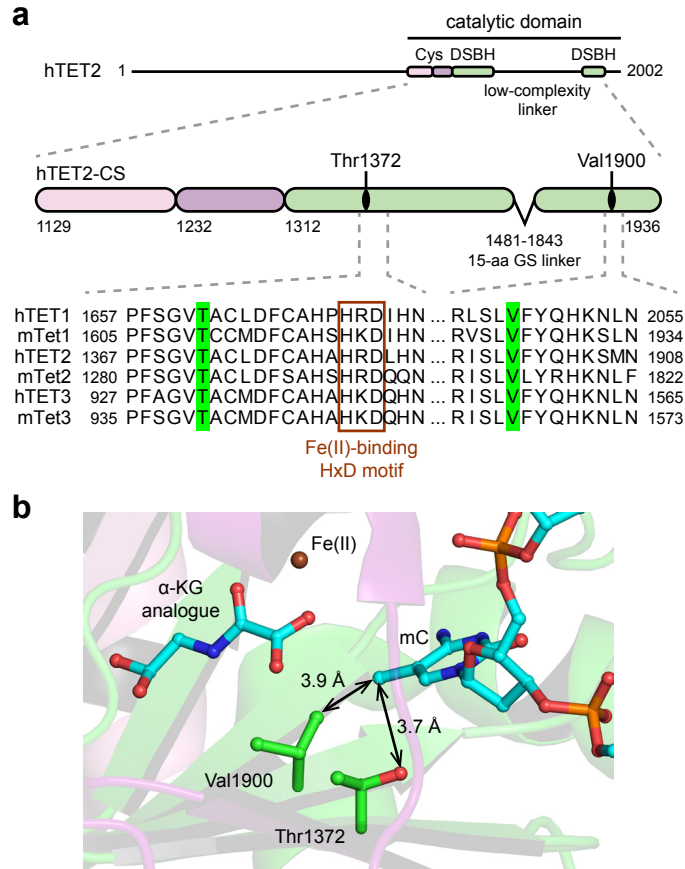 a
catalytic domain
Cys DSBH DSBH
hTET2 1 2002
low-complexity
linker
hTET2-CS Thr1372 Val1900
1129 1232 1312 1936
1481-1843
15-aa GS linker
hTET1 1657 PFSGVTACLDFCAHPHRDIHN ... RLSLVFYQHKNLN 2055
mTet1 1605 PFSGVTCCMDFCAHSHKDIHN ... RVSLVFYQHKSLN 1934
hTET2 1367 PFSGVTACLDFCAHAHRDLHN ... RISLVFYQHKSMN 1908
mTet2 1280 PFSGVTACLDFSAHSHRDQQN ... RISLVLYRHKNLF 1822
hTET3 927 PFAGVTACMDFCAHAHKDQHN ... RISLVFYQHKNLN 1565
mTet3 935 PFSGVTACMDFCAHAHKDQHN ... RISLVFYQHKNLN 1573
Fe(II)-binding
HxD motif
b
Fe(II)
α-KG
analogue
mC
3.9 Å
3.7 Å
Val1900
Thr1372